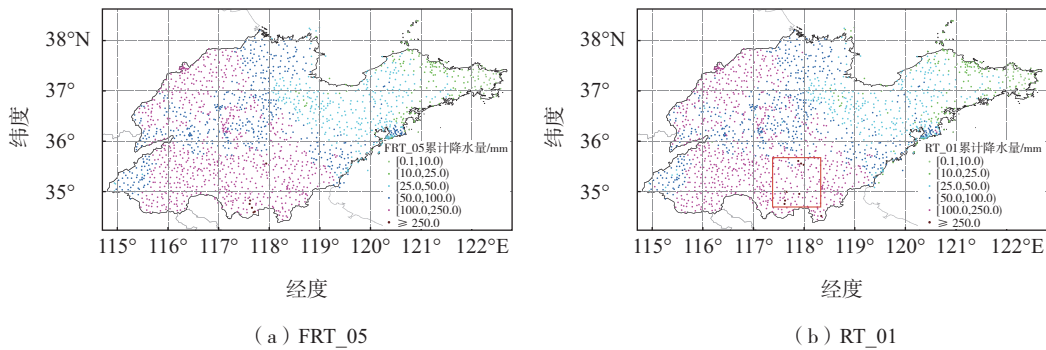 38°N
37°
36°
35°
纬度
FRT_05累计降水量/mm
[0.1,10.0)
[10.0,25.0)
[25.0,50.0)
[50.0,100.0)
[100.0,250.0)
≥ 250.0
115° 116° 117° 118° 119° 120° 121° 122°E
经度
(a) FRT_05
38°N
37°
36°
35°
纬度
RT_01累计降水量/mm
[0.1,10.0)
[10.0,25.0)
[25.0,50.0)
[50.0,100.0)
[100.0,250.0)
≥ 250.0
115° 116° 117° 118° 119° 120° 121° 122°E
经度
(b) RT_01